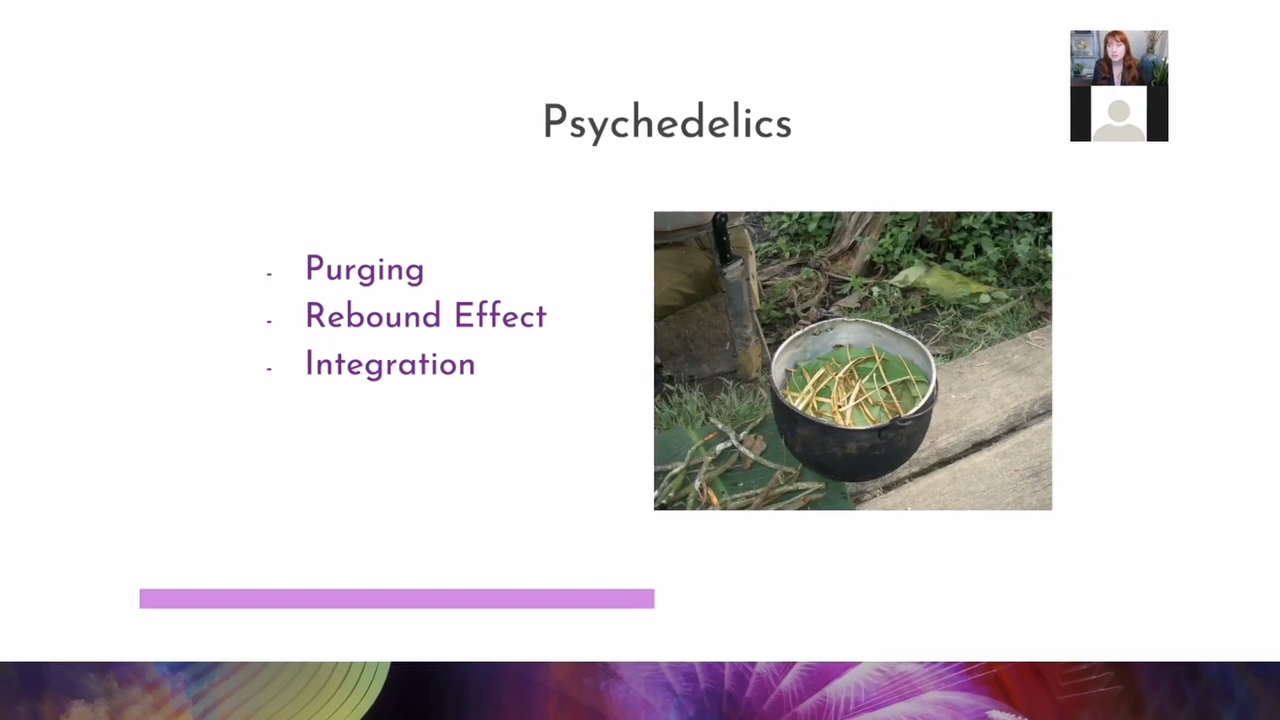 Psychedelics
- Purging
- Rebound Effect
- Integration